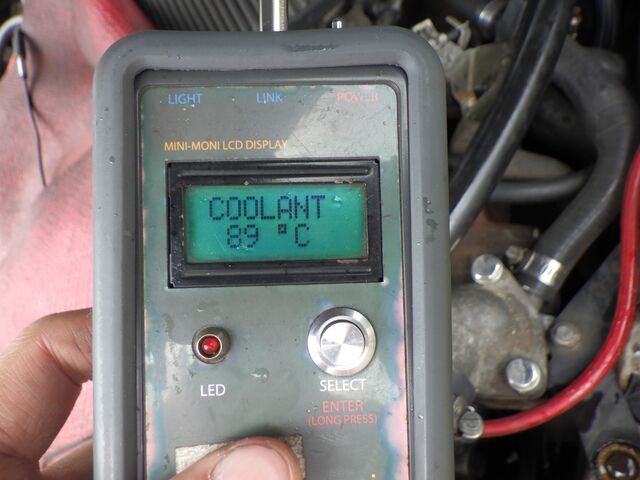 LIGHT LINK POWER
MINI-MONI LCD DISPLAY
COOLANT
89 °C
LED
SELECT
ENTER
(LONG PRESS)